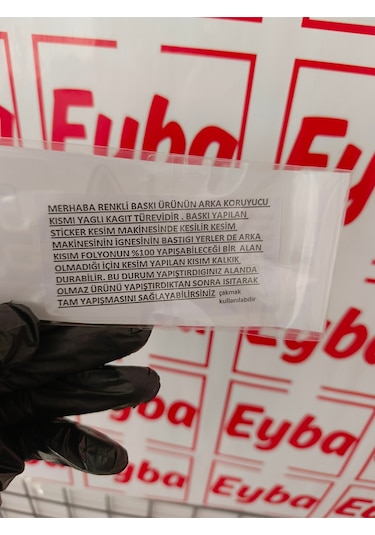 Eyba
Eyba
MERHABA RENKLİ BASKI ÜRÜNÜN ARKA KORUYUCU
KISMI YAGLI KAGIT TÜREVİDİR . BASKI YAPILAN
STICKER KESİM MAKİNESİNDE KESİLİR KESİM
MAKİNESİNİN İGNESİNİN BASTIGI YERLER DE ARKA
KISIM FOLYONUN %100 YAPIŞABİLECEĞİ BİR ALAN
OLMADIĞI İÇİN KESİM YAPILAN KISIM KALKIK
DURABİLİR. BU DURUM YAPIŞTIRDIGINIZ ALANDA
OLMAZ ÜRÜNÜ YAPIŞTIRDIKTAN SONRA ISITARAK
TAM YAPIŞMASINI SAĞLAYABİLİRSİNİZ çakmak
kullanılabilir
Eyba
Eyba
Eyba
Eyba
Eyba
Eyba
Eyba